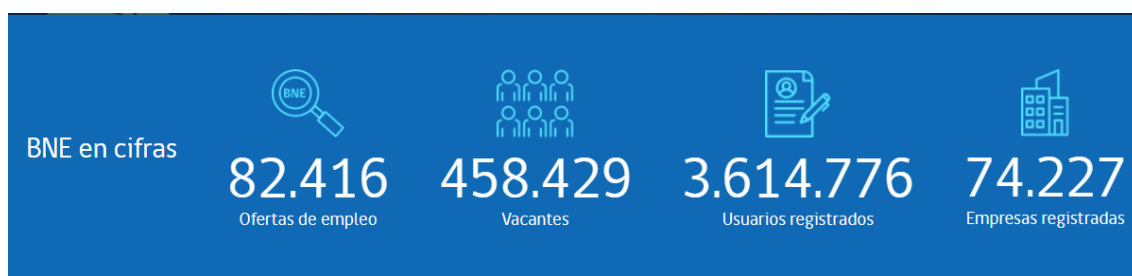 BNE
BNE en cifras
82.416
Ofertas de empleo
458.429
Vacantes
3.614.776
Usuarios registrados
74.227
Empresas registradas